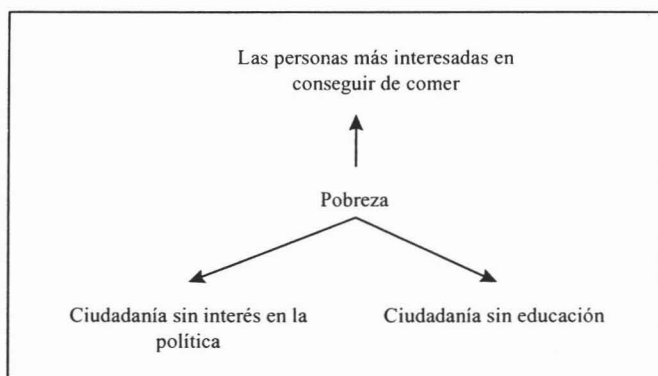 Las personas más interesadas en
conseguir de comer
Pobreza
Ciudadanía sin interés en la
política
Ciudadanía sin educación